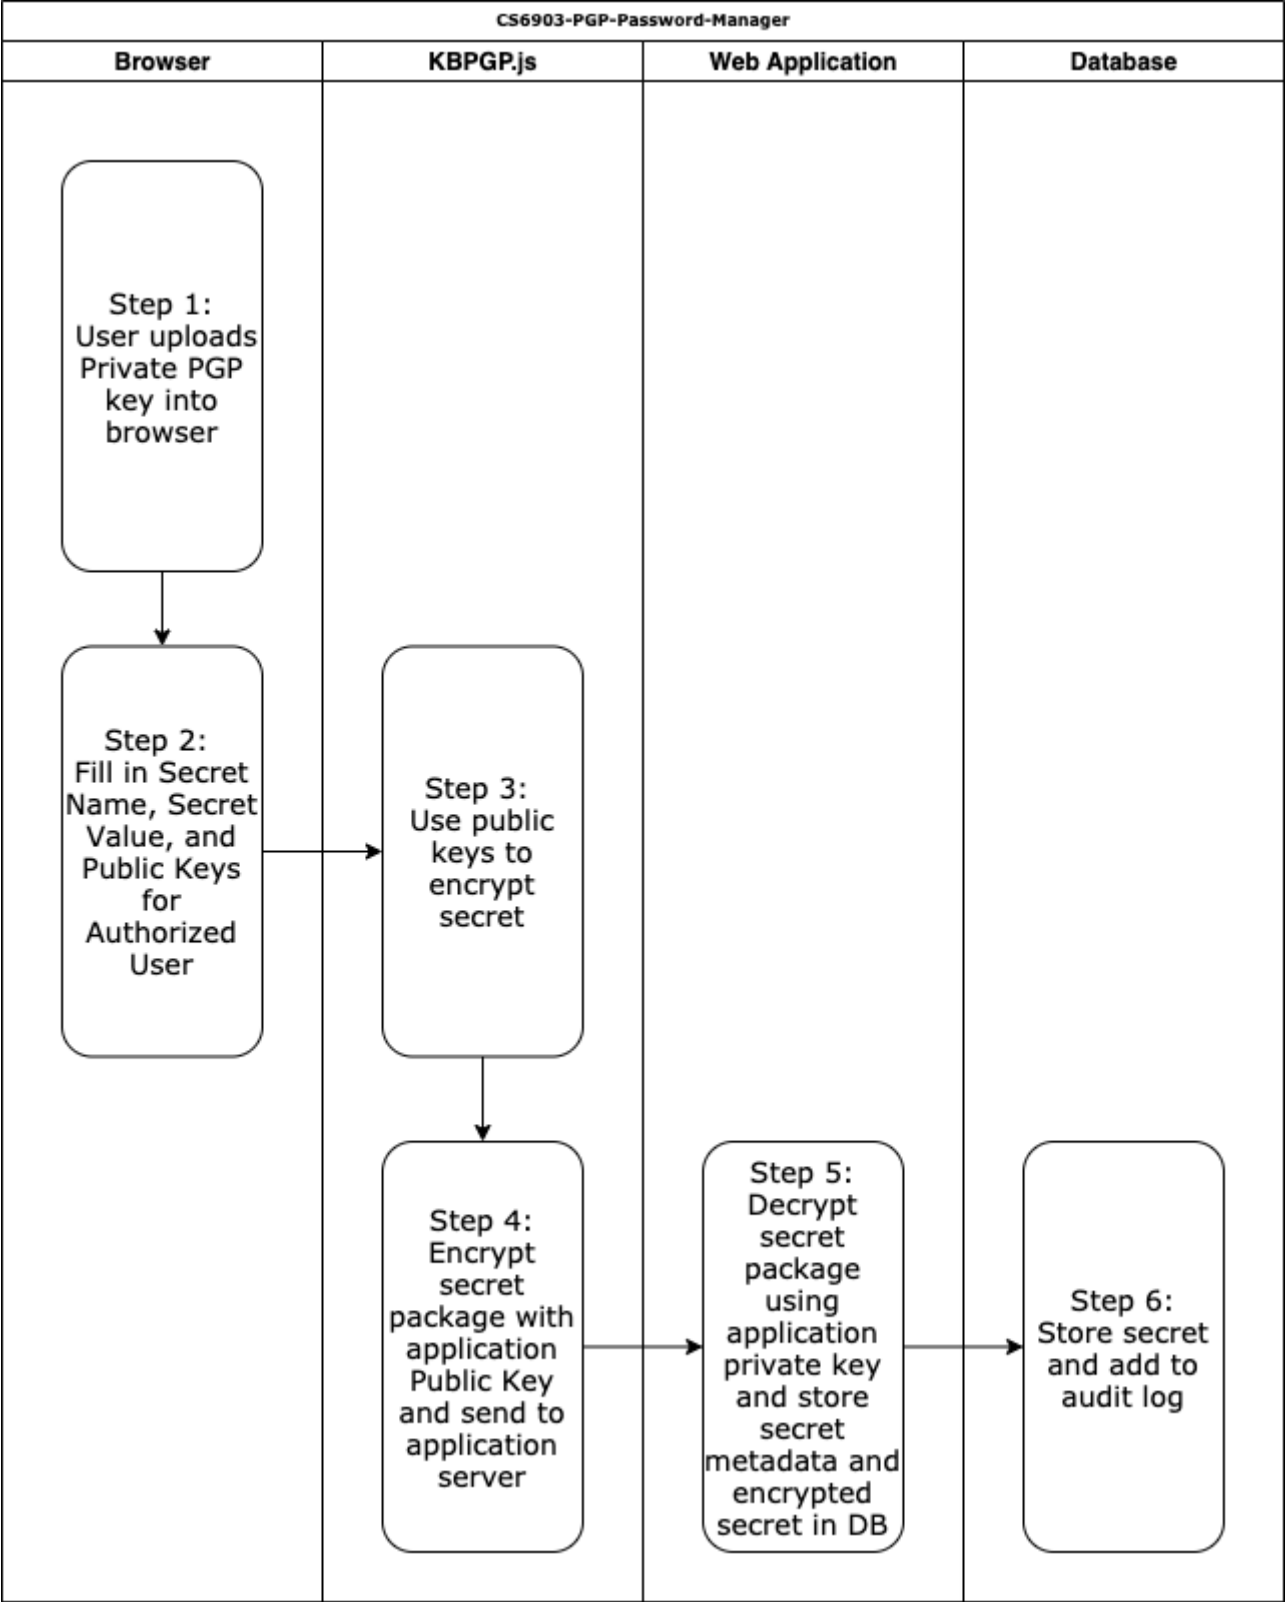 CS6903-PGP-Password-Manager
Browser
KBPGP.js
Web Application
Database
Step 1:
User uploads
Private PGP
key into
browser
Step 2:
Fill in Secret
Name, Secret
Value, and
Public Keys
for
Authorized
User
Step 3:
Use public
keys to
encrypt
secret
Step 4:
Encrypt
secret
package with
application
Public Key
and send to
application
server
Step 5:
Decrypt
secret
package
using
application
private key
and store
secret
metadata and
encrypted
secret in DB
Step 6:
Store secret
and add to
audit log